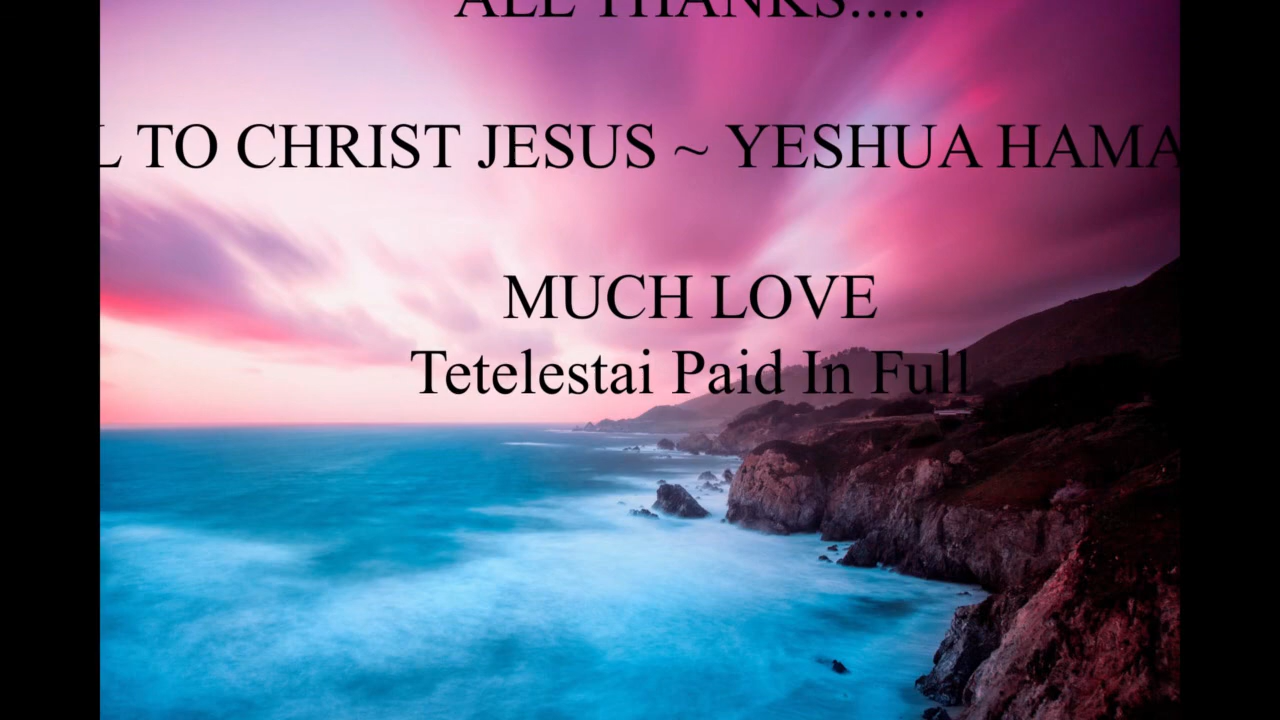 ALL THANKS.....
TO CHRIST JESUS ~ YESHUA
MUCH LOVE
Tetelestai Paid In Full